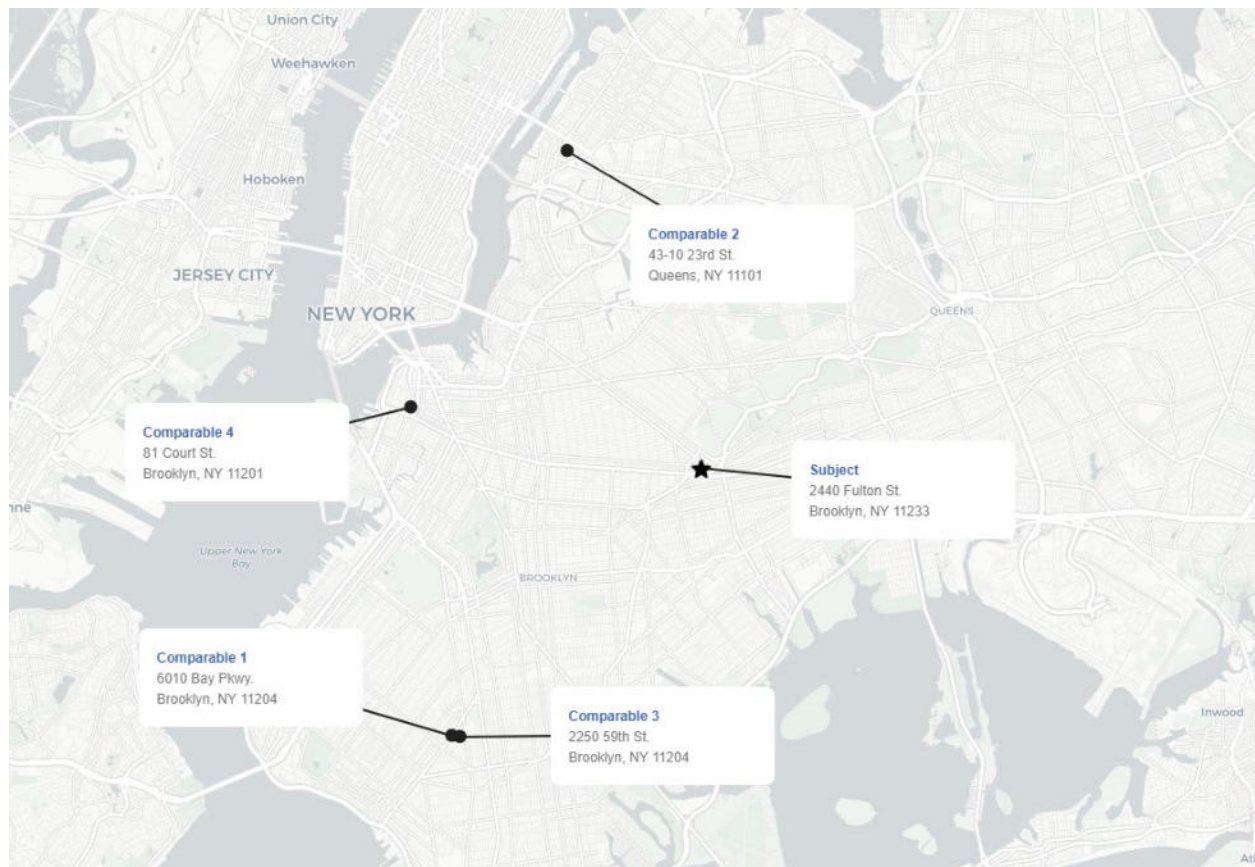 Union City
Weehawken
Hoboken
Comparable 2
43-10 23rd St.
Queens, NY 11101
JERSEY CITY
NEW YORK
QUEENS
Comparable 4
81 Court St.
Brooklyn, NY 11201
Subject
2440 Fulton St.
Brooklyn, NY 11233
nne
Upper New York
Bay
BROOKLYN
Comparable 1
6010 Bay Pkwy.
Brooklyn, NY 11204
Comparable 3
2250 59th St.
Brooklyn, NY 11204
Inwood